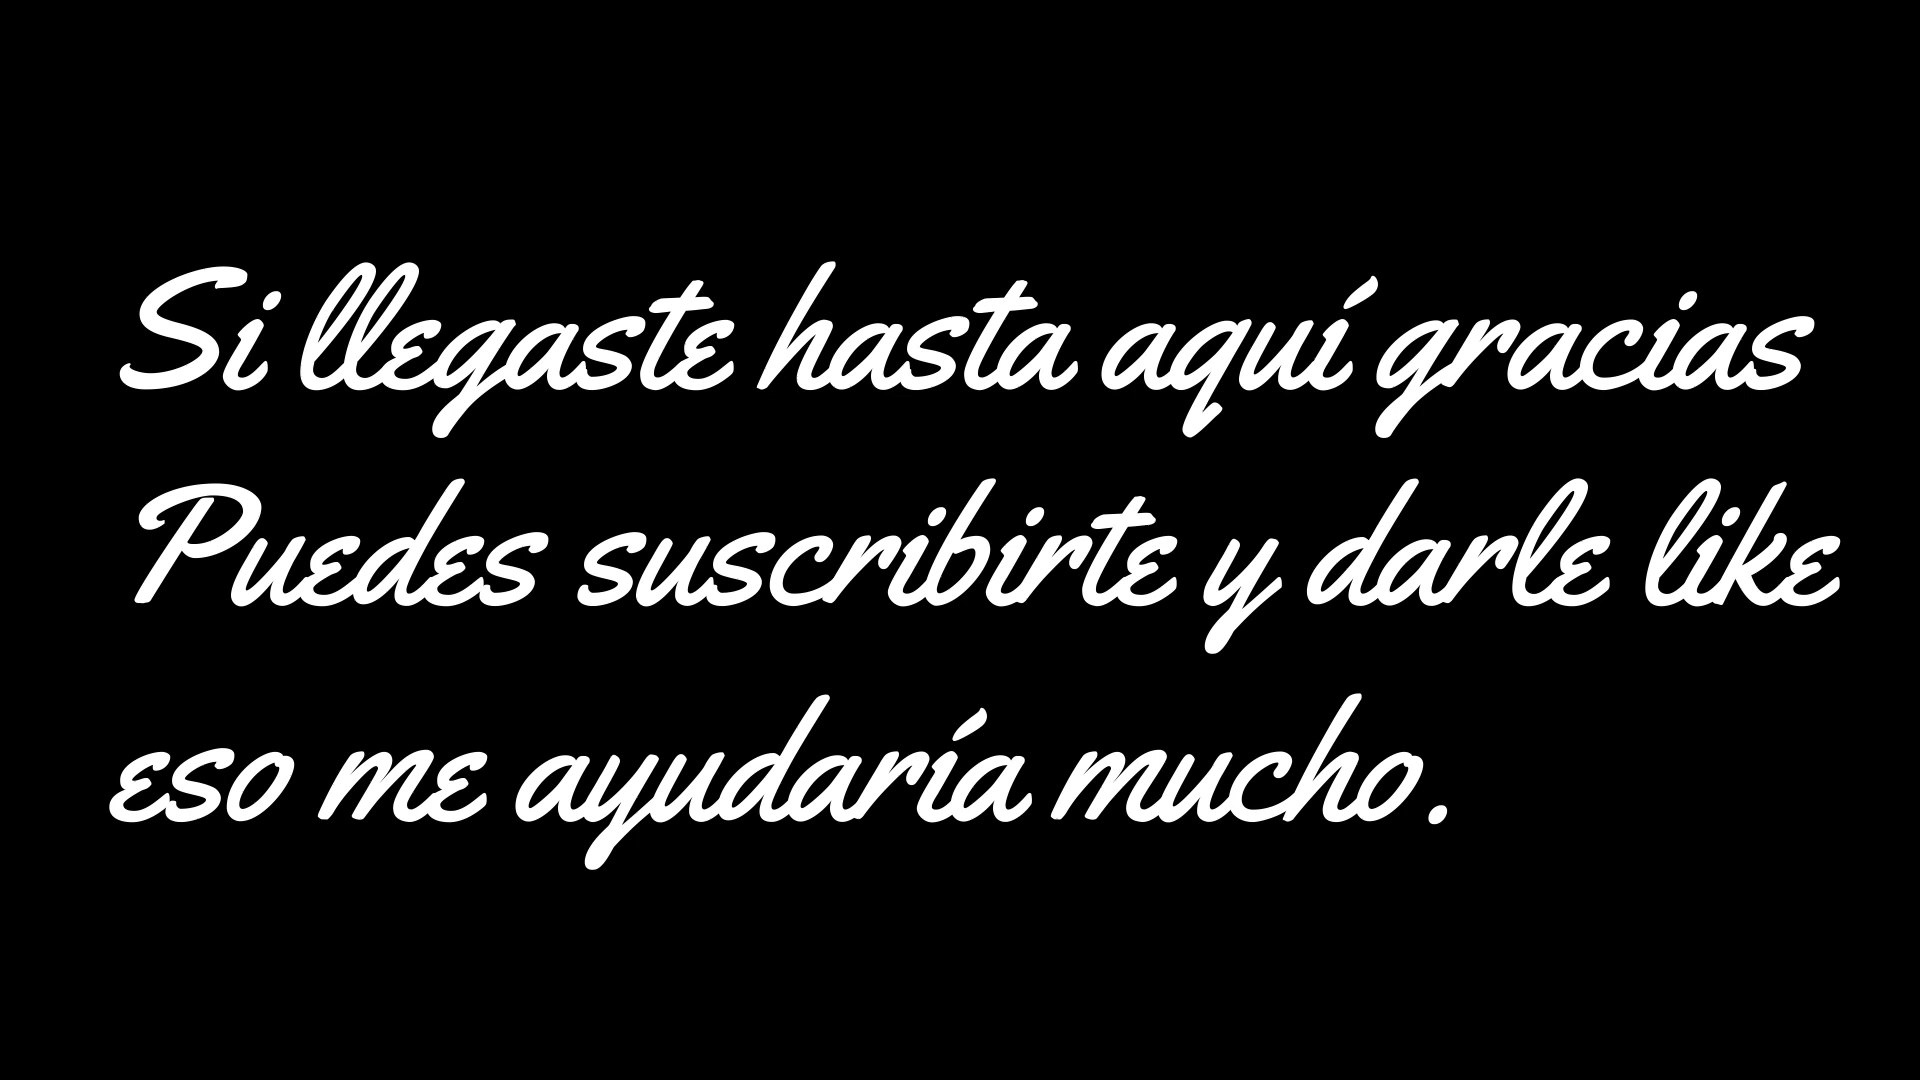 Si llegaste hasta aquí gracias
Puedes suscribirte y darle like
eso me ayudaría mucho.